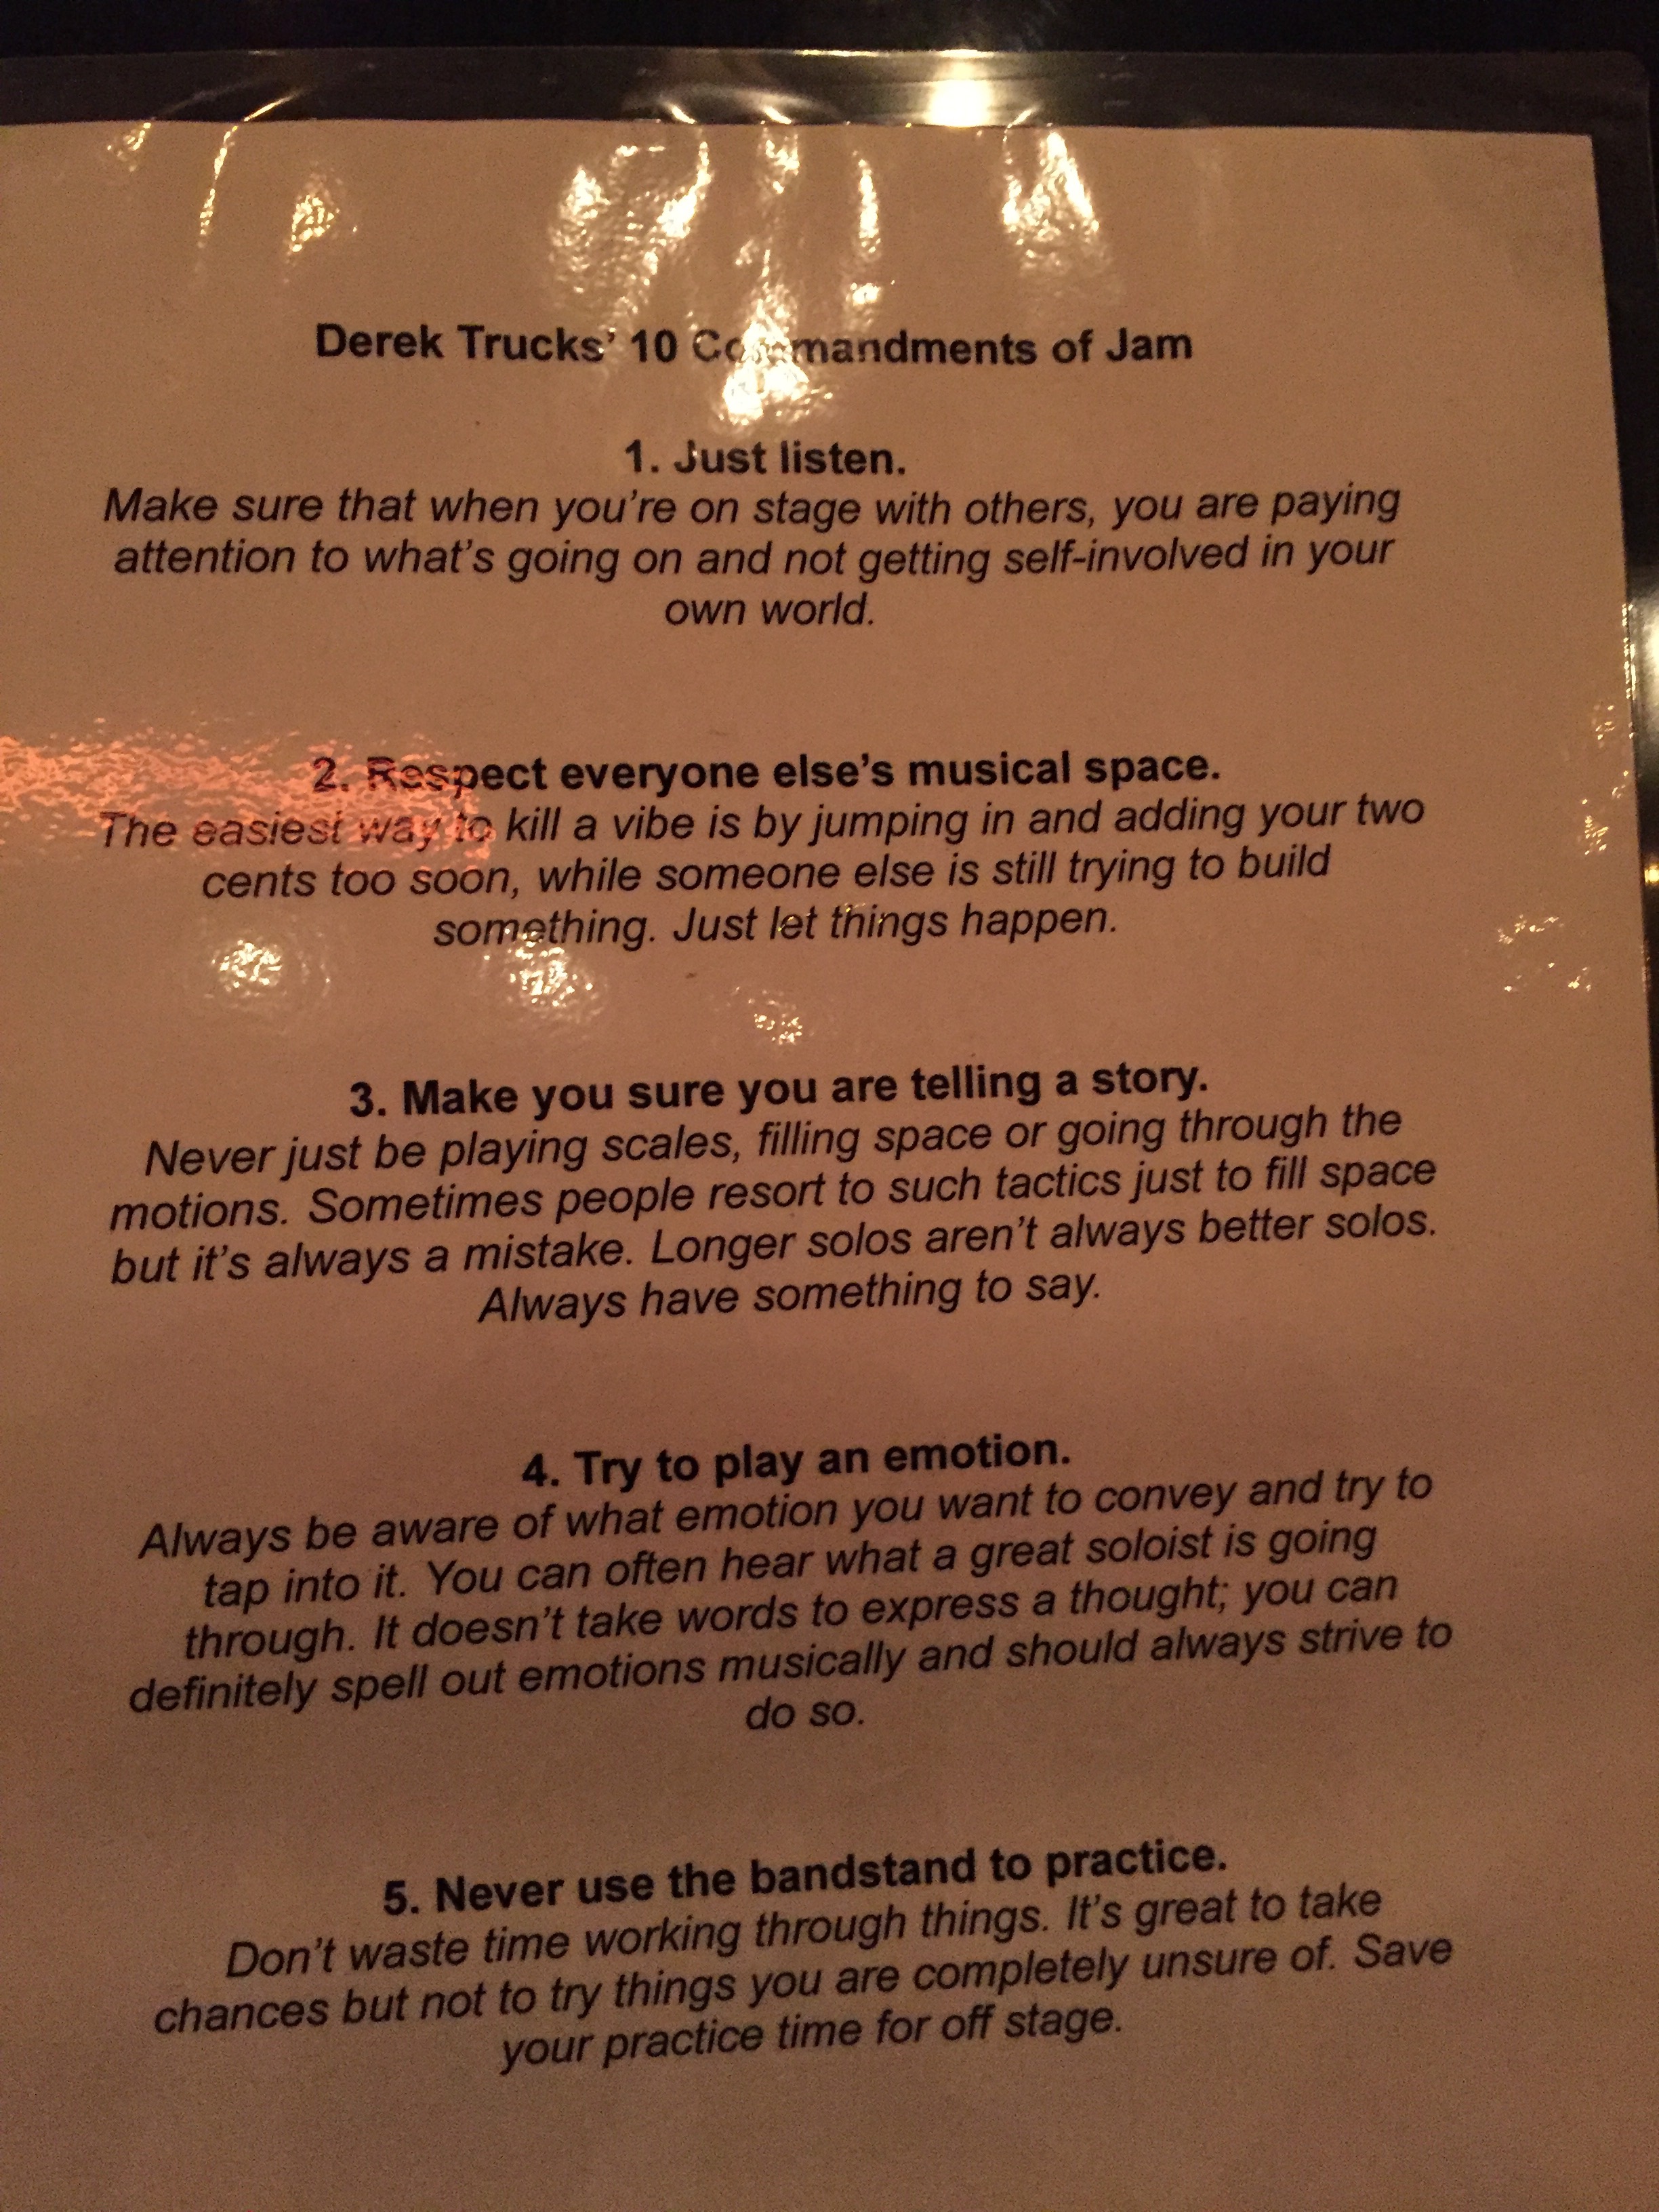 Derek Trucks' 10 Commandments of Jam
1. Just listen.
Make sure that when you're on stage with others, you are paying
attention to what's going on and not getting self-involved in your
own world.
2. Respect everyone else's musical space.
The easiest way to kill a vibe is by jumping in and adding your two
cents too soon, while someone else is still trying to build
something. Just let things happen.
3. Make you sure you are telling a story.
Never just be playing scales, filling space or going through the
motions. Sometimes people resort to such tactics just to fill space
but it's always a mistake. Longer solos aren't always better solos.
Always have something to say.
4. Try to play an emotion.
Always be aware of what emotion you want to convey and try to
tap into it. You can often hear what a great soloist is going
through. It doesn't take words to express a thought; you can
definitely spell out emotions musically and should always strive to
do so.
5. Never use the bandstand to practice.
Don't waste time working through things. It's great to take
chances but not to try things you are completely unsure of. Save
your practice time for off stage.